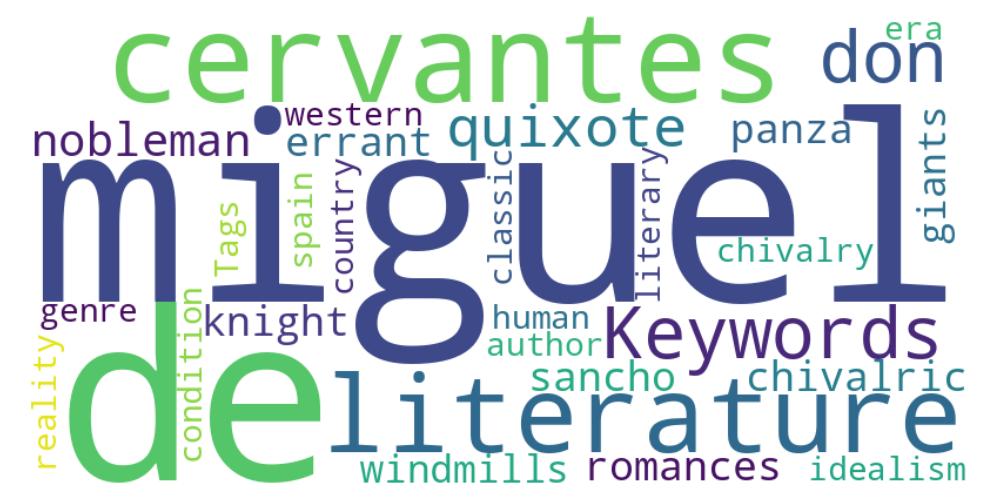 cervantes
era
don
western
nobleman
errant
quixote
panza
giants
miguel
Tags
spain
country
classic
literary
chivalry
genre
knight
human
author
Keywords
reality
de
condition
sancho
chivalric
literature
windmills
romances
idealism